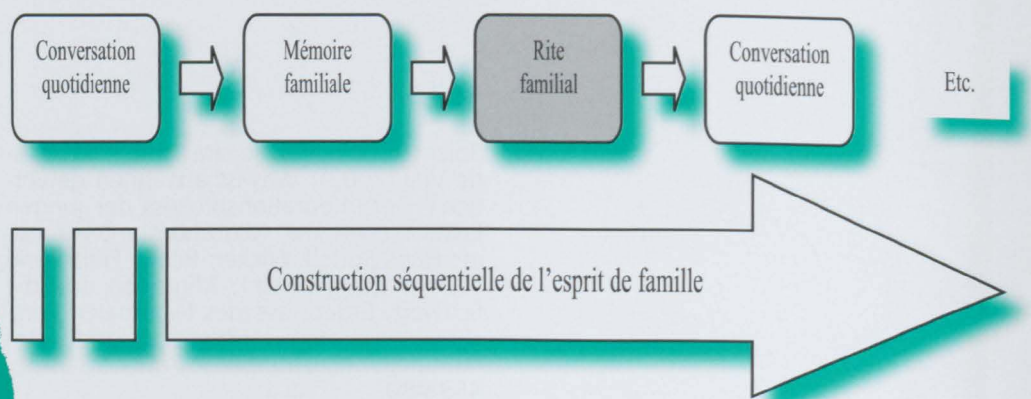 Conversation
quotidienne
Mémoire
familiale
Rite
familial
Conversation
quotidienne
Etc.
Construction séquentielle de l'esprit de famille